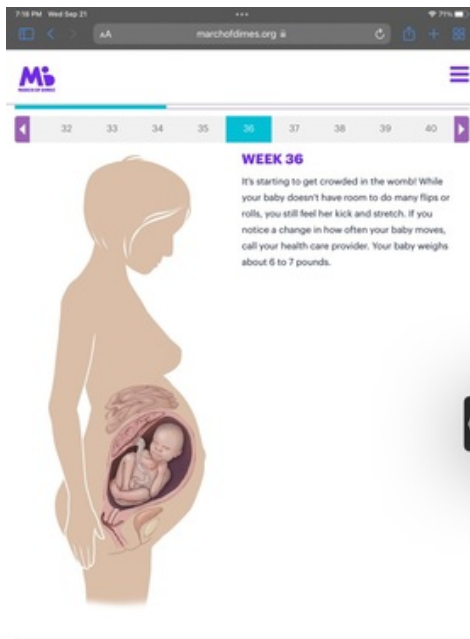 7:18 PM Wed Sep 21
71%
AA
marchofdimes.org
MARCH OF DIMES
32 33 34 35 36 37 38 39 40
WEEK 36
It's starting to get crowded in the womb! While
your baby doesn't have room to do many flips or
rolls, you still feel her kick and stretch. If you
notice a change in how often your baby moves,
call your health care provider. Your baby weighs
about 6 to 7 pounds.